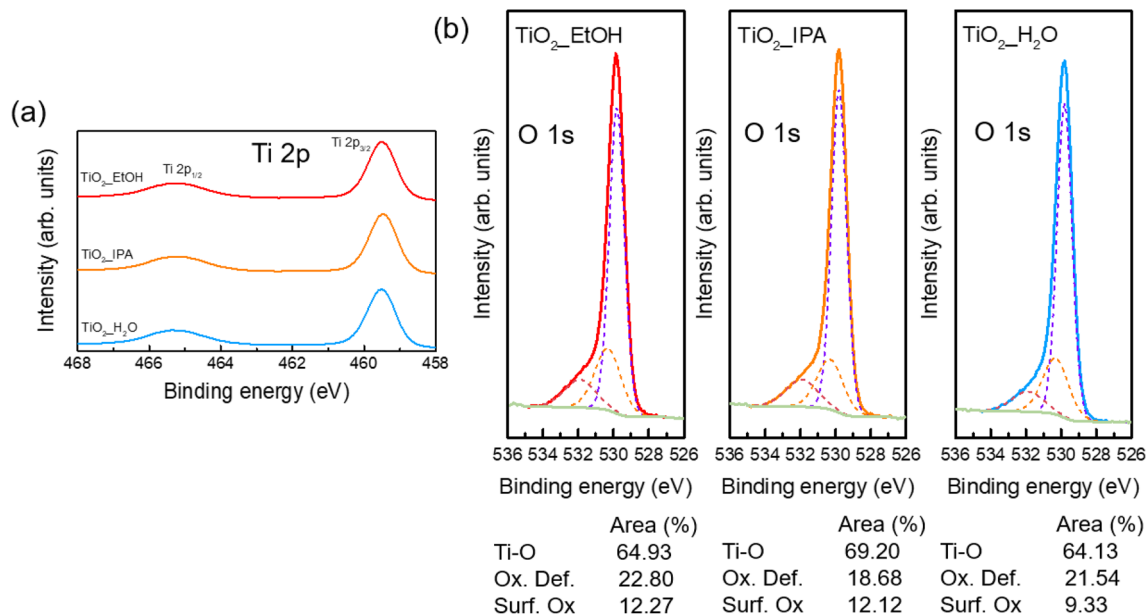 (a)
Intensity (arb. units)
Ti 2p
Ti 2p1/2
Ti 2p3/2
TiO2_EtOH
TiO2_IPA
TiO2_H2O
468 466 464 462 460 458
Binding energy (eV)
(b)
TiO2_EtOH
O 1s
Intensity (arb. units)
536 534 532 530 528 526
Binding energy (eV)
Area (%)
Ti-O 64.93
Ox. Def. 22.80
Surf. Ox 12.27
TiO2_IPA
O 1s
Intensity (arb. units)
536 534 532 530 528 526
Binding energy (eV)
Area (%)
Ti-O 69.20
Ox. Def. 18.68
Surf. Ox 12.12
TiO2_H2O
O 1s
Intensity (arb. units)
536 534 532 530 528 526
Binding energy (eV)
Area (%)
Ti-O 64.13
Ox. Def. 21.54
Surf. Ox 9.33